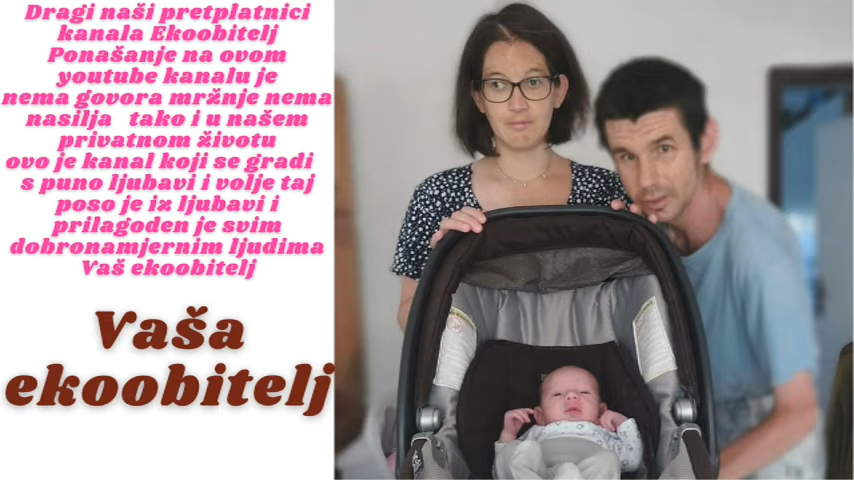 Dragi naši pretplatnici
kanala Ekoobitelj
Ponašanje na ovom
youtube kanalu je
nema govora mržnje nema
nasilja tako i u našem
privatnom životu
ovo je kanal koji se gradi
s puno ljubavi i volje taj
poso je iz ljubavi i
prilagođen je svim
dobronamjernim ljudima
Vaš ekoobitelj
Vaša
ekoobitelj